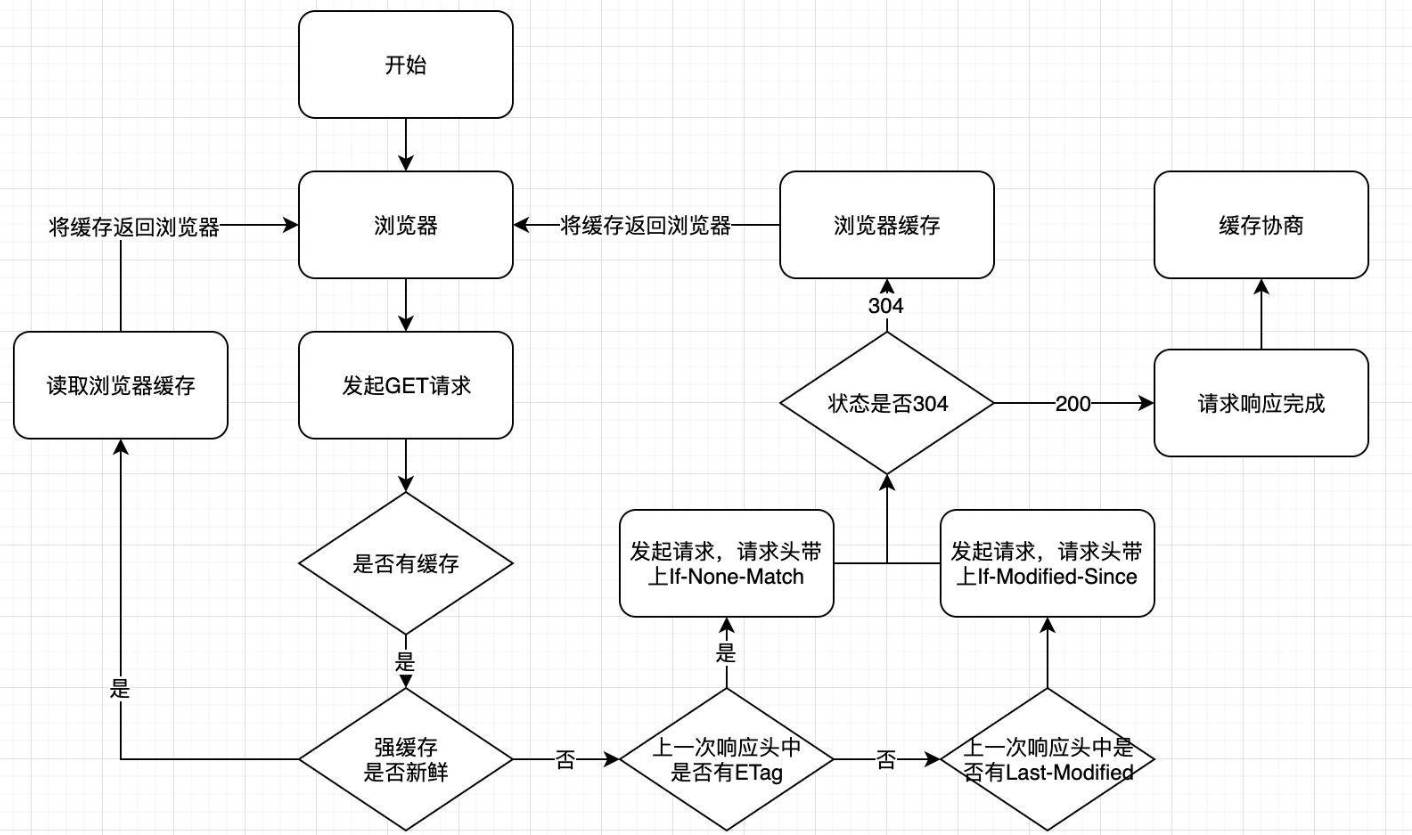 开始
将缓存返回浏览器
浏览器
将缓存返回浏览器
浏览器缓存
缓存协商
304
读取浏览器缓存
发起GET请求
状态是否304
200
请求响应完成
是否有缓存
发起请求，请求头带
上If-None-Match
发起请求，请求头带
上If-Modified-Since
是
是
是
强缓存
是否新鲜
否
上一次响应头中
是否有ETag
否
上一次响应头中是
否有Last-Modified